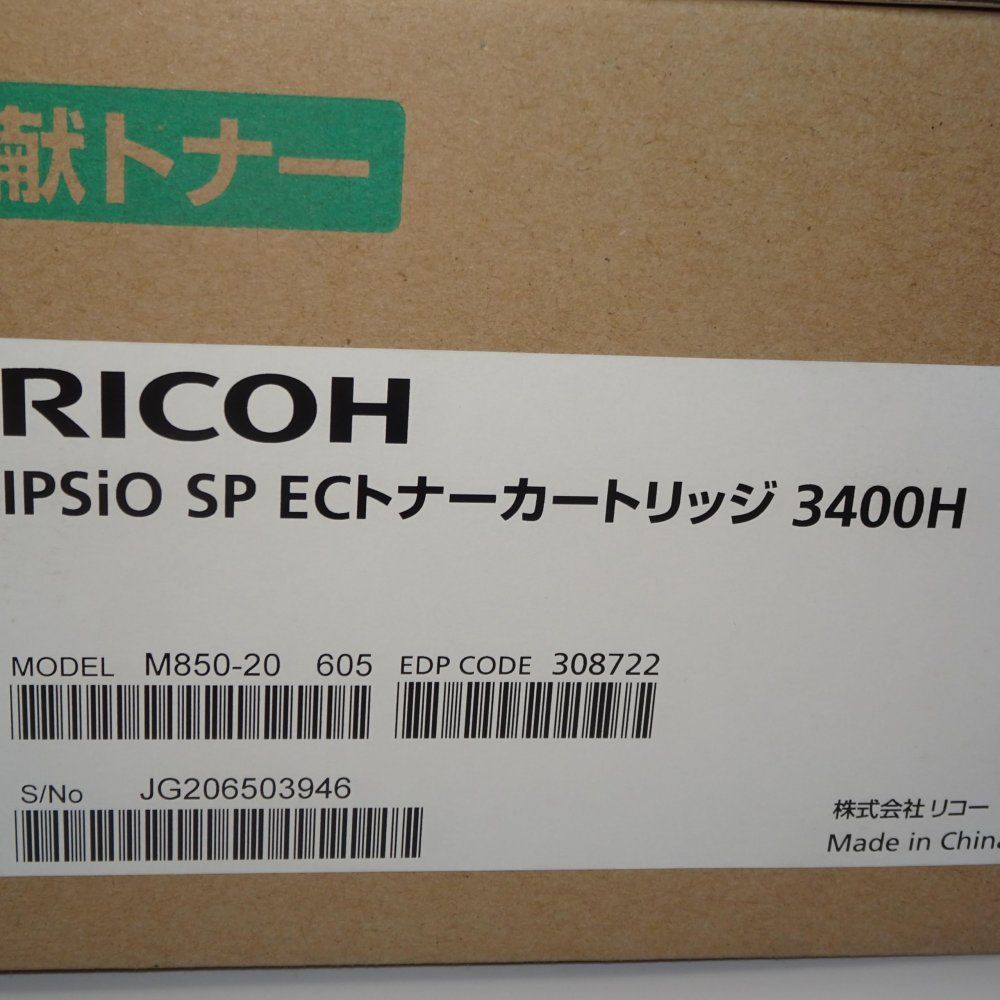 献トナー
RICOH
IPSiO SP ECトナーカートリッジ 3400H
MODEL M850-20 605 EDP CODE 308722
S/No JG206503946
株式会社リコー
Made in China